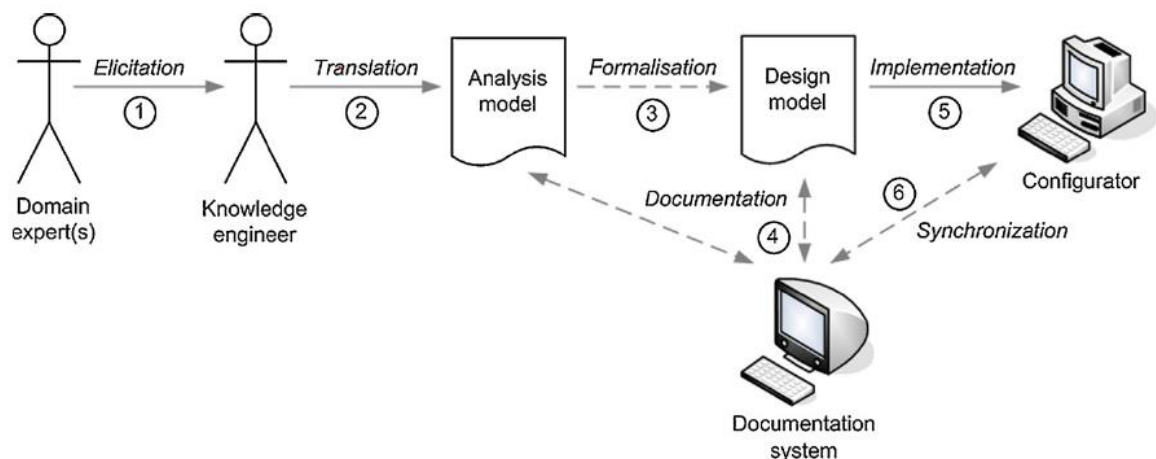 Elicitation
1
Translation
2
Analysis
model
Formalisation
3
Design
model
Implementation
5
Configurator
Domain
expert(s)
Knowledge
engineer
Documentation
4
6
Synchronization
Documentation
system